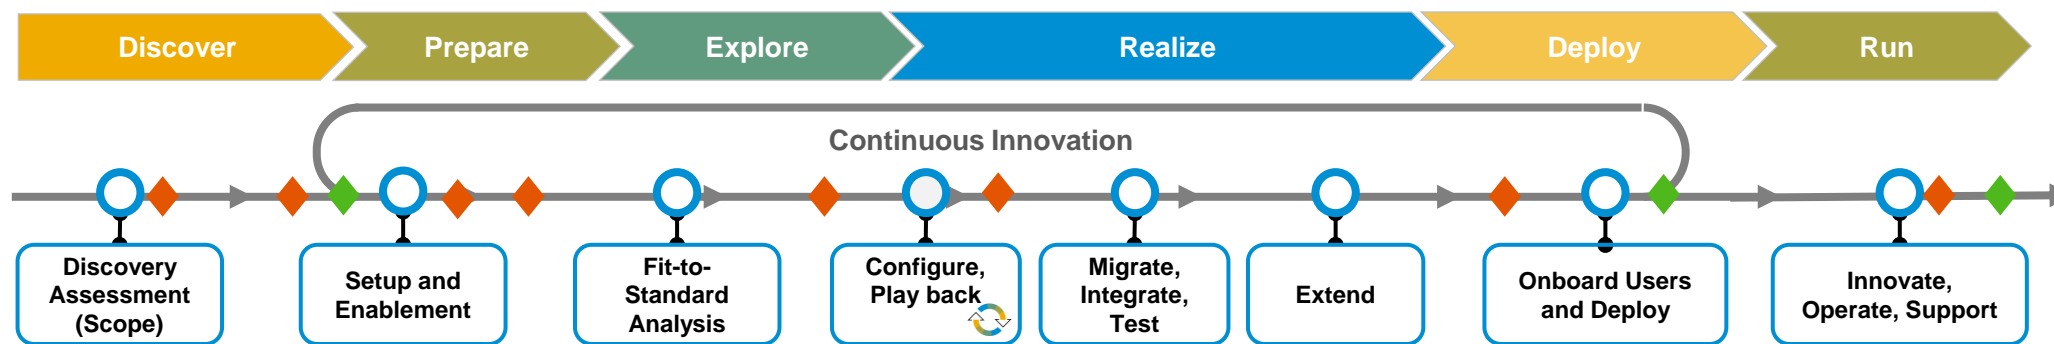 Discover
Prepare
Explore
Realize
Deploy
Run
Continuous Innovation
Discovery
Assessment
(Scope)
Setup and
Enablement
Fit-to-
Standard
Analysis
Configure,
Play back
Migrate,
Integrate,
Test
Extend
Onboard Users
and Deploy
Innovate,
Operate, Support